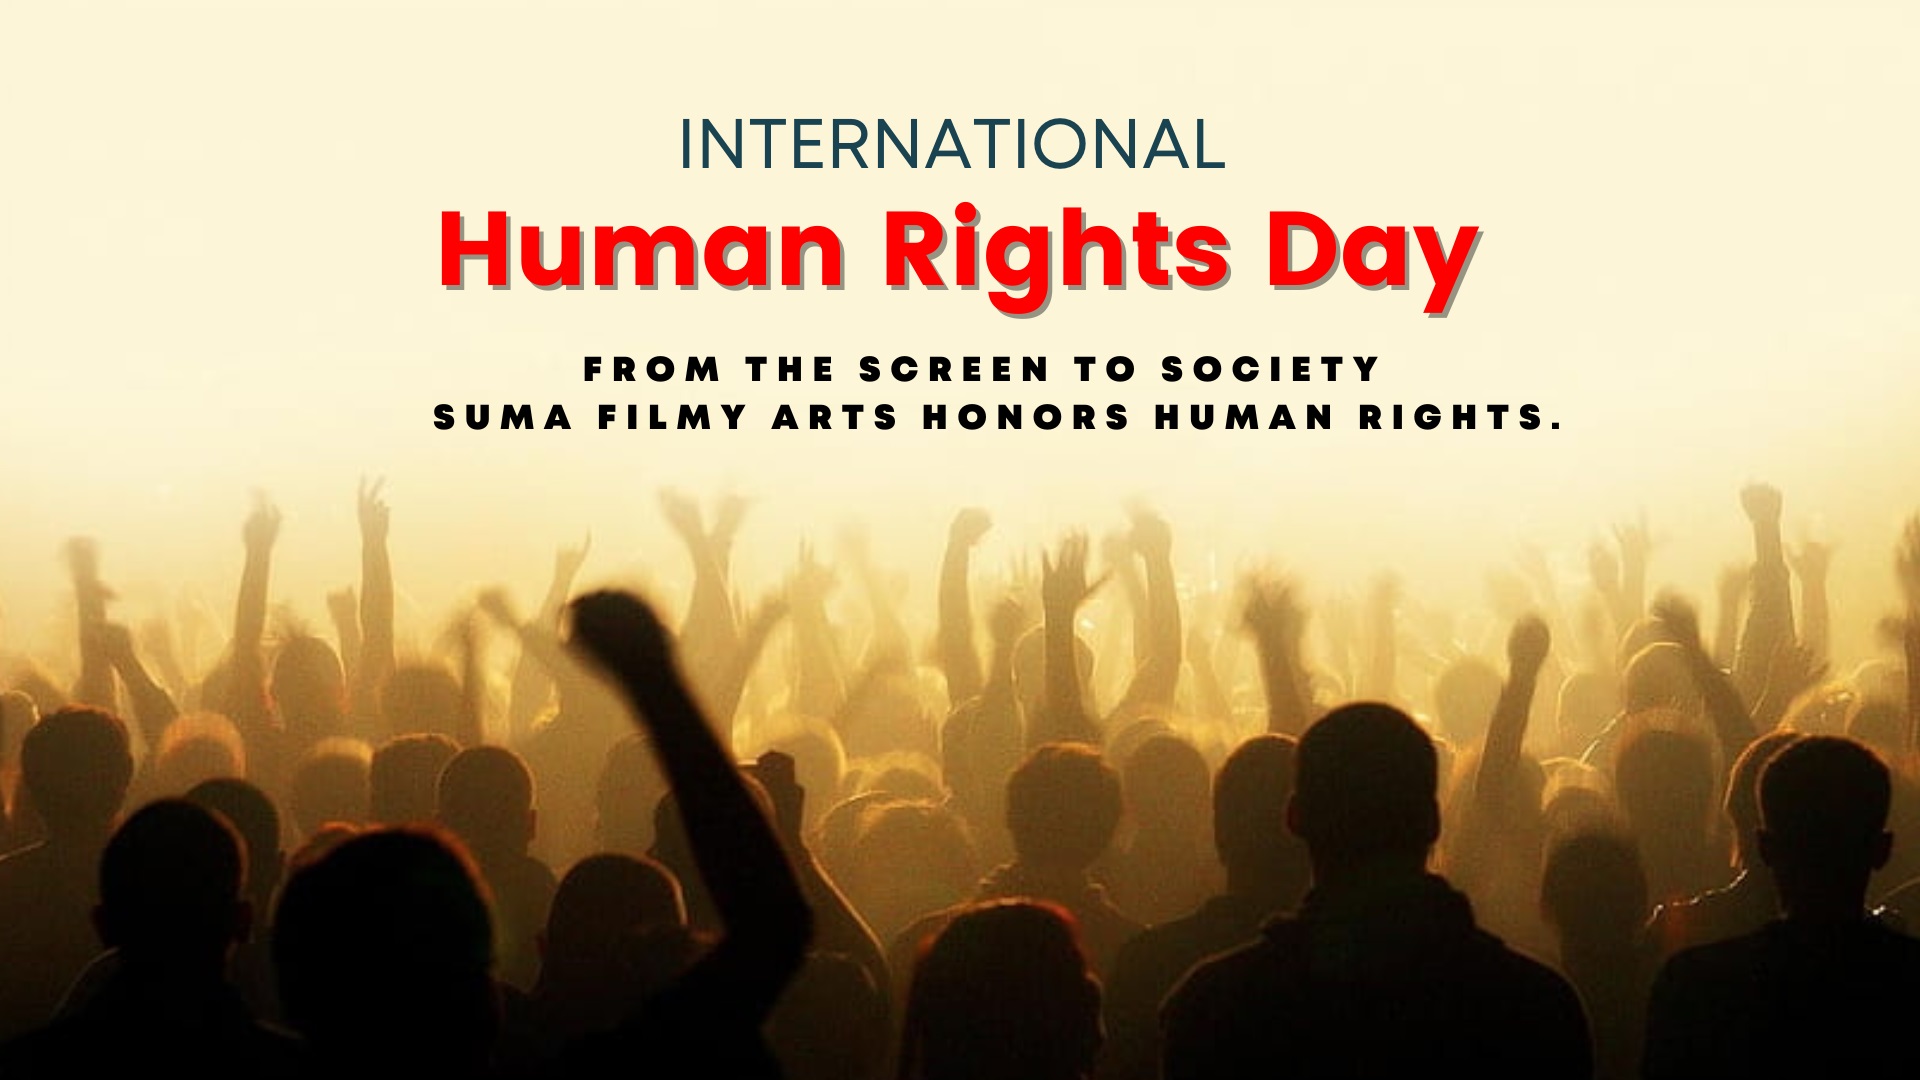 INTERNATIONAL
Human Rights Day
FROM THE SCREEN TO SOCIETY
SUMA FILMY ARTS HONORS HUMAN RIGHTS.